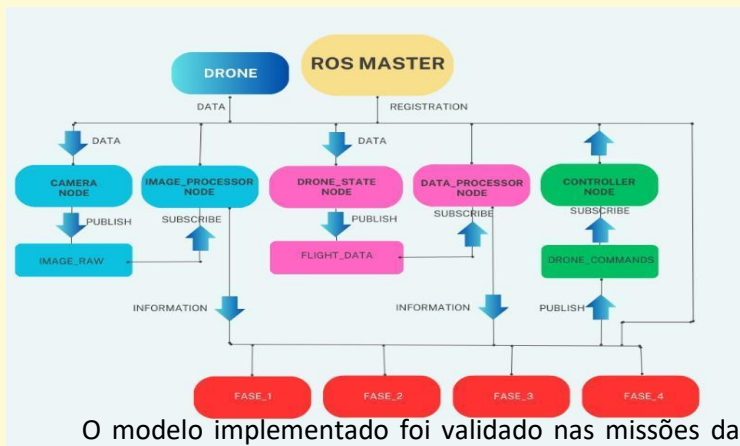 DRONE
ROS MASTER
DATA
REGISTRATION
DATA
DATA
CAMERA
NODE
IMAGE_PROCESSOR
NODE
DRONE_STATE
NODE
DATA_PROCESSOR
NODE
CONTROLLER
NODE
PUBLISH
SUBSCRIBE
PUBLISH
SUBSCRIBE
SUBSCRIBE
IMAGE_RAW
FLIGHT_DATA
DRONE_COMMANDS
INFORMATION
INFORMATION
PUBLISH
FASE_1
FASE_2
FASE_3
FASE_4
O modelo implementado foi validado nas missões da